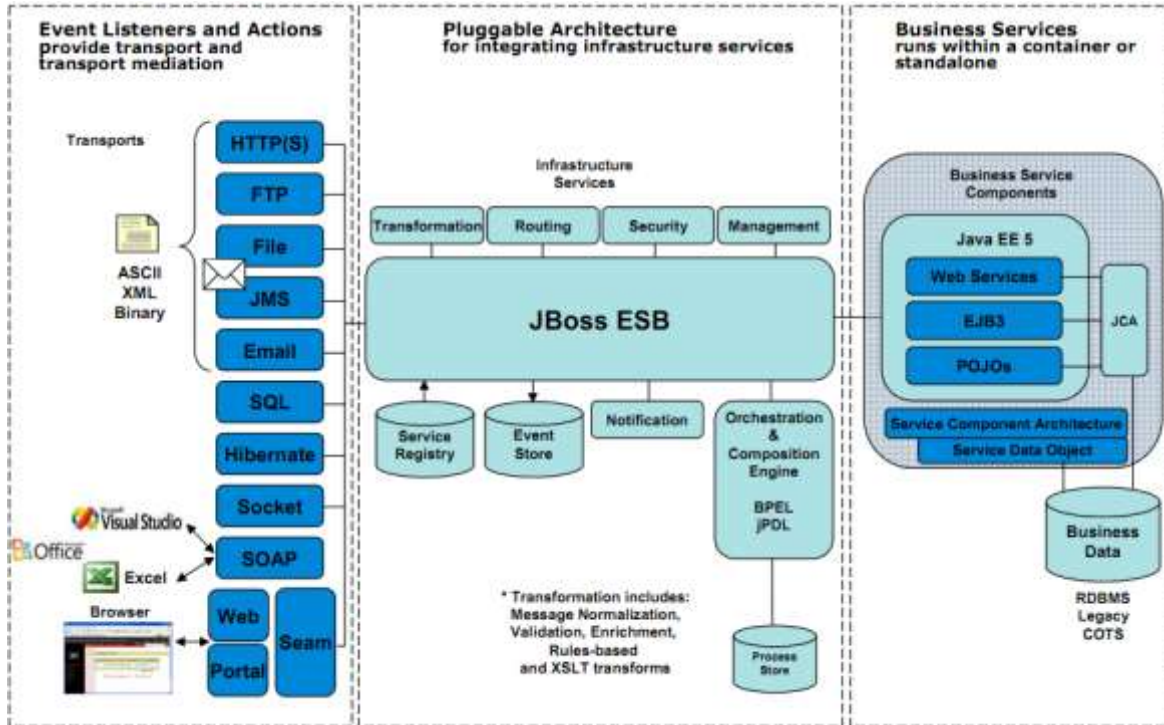 Event Listeners and Actions
provide transport and
transport mediation
Transports
HTTP(S)
FTP
File
JMS
Email
ASCII
XML
Binary
SQL
Hibernate
Socket
SOAP
Visual Studio
Office
Excel
Browser
Web
Portal
Seam
Pluggable Architecture
for integrating infrastructure services
Infrastructure
Services
Transformation
Routing
Security
Management
JBoss ESB
Service
Registry
Event
Store
Notification
Orchestration
&
Composition
Engine
BPEL
jPDL
* Transformation includes:
Message Normalization,
Validation, Enrichment,
Rules-based
and XSLT transforms
Process
Store
Business Services
runs within a container or
standalone
Business Service
Components
Java EE 5
Web Services
EJB3
POJOs
JCA
Service Component Architecture
Service Data Object
Business
Data
RDBMS
Legacy
COTS